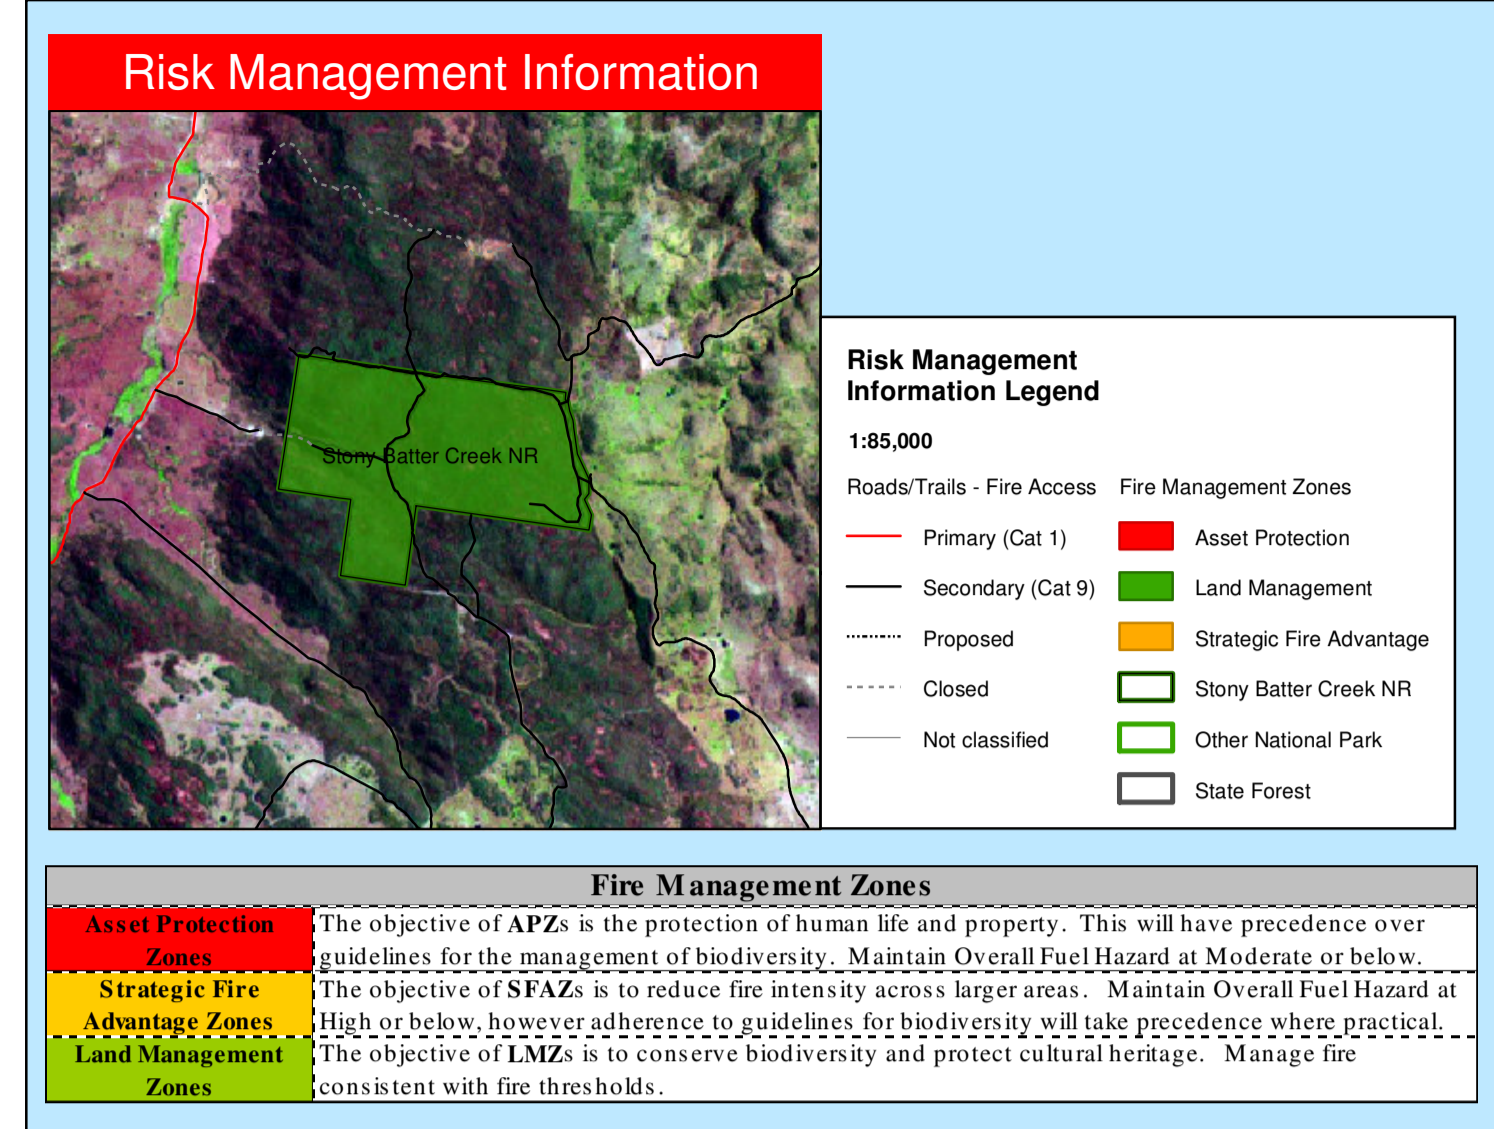 Risk Management Information
Stony Batter Creek NR
Risk Management
Information Legend
1:85,000
Roads/Trails - Fire Access
Fire Management Zones
Primary (Cat 1)
Asset Protection
Secondary (Cat 9)
Land Management
Proposed
Strategic Fire Advantage
Closed
Stony Batter Creek NR
Not classified
Other National Park
State Forest
Fire Management Zones
Asset Protection
Zones
The objective of APZs is the protection of human life and property. This will have precedence over
guidelines for the management of biodiversity. Maintain Overall Fuel Hazard at Moderate or below.
Strategic Fire
Advantage Zones
The objective of SFAZs is to reduce fire intensity across larger areas. Maintain Overall Fuel Hazard at
High or below, however adherence to guidelines for biodiversity will take precedence where practical.
Land Management
Zones
The objective of LMZs is to conserve biodiversity and protect cultural heritage. Manage fire
consistent with fire thresholds.